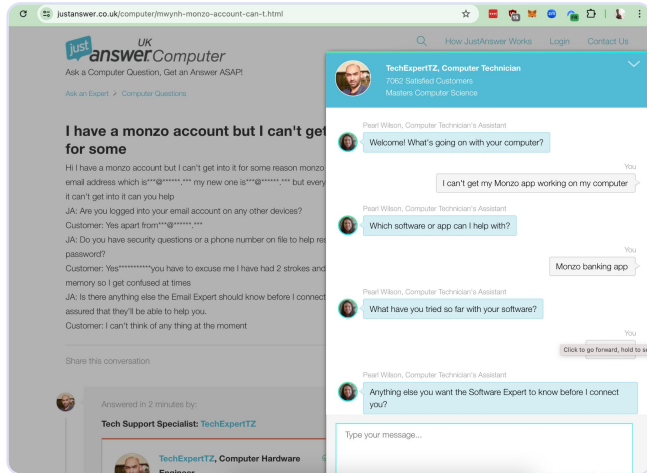 justanswer.co.uk/computer/mwynh-monzo-account-can-t.html
just answer UK Computer
How JustAnswer Works Login Contact Us
Ask a Computer Question, Get an Answer ASAP!
Ask an Expert > Computer Questions
I have a monzo account but I can't get
for some
Hi I have a monzo account but I can't get into it for some reason monzo
email address which is***@******.*** my new one is***@******.*** but every
it can't get into it can you help
JA: Are you logged into your email account on any other devices?
Customer: Yes apart from***@******.***
JA: Do you have security questions or a phone number on file to help res
password?
Customer: Yes***********you have to excuse me I have had 2 strokes and
memory so I get confused at times
JA: Is there anything else the Email Expert should know before I connect
assured that they'll be able to help you.
Customer: I can't think of any thing at the moment
Share this conversation
Answered in 2 minutes by:
Tech Support Specialist: TechExpertTZ
TechExpertTZ, Computer Hardware
Engineer
TechExpertTZ, Computer Technician
7062 Satisfied Customers
Masters Computer Science
Pearl Wilson, Computer Technician's Assistant
Welcome! What's going on with your computer?
You
I can't get my Monzo app working on my computer
Pearl Wilson, Computer Technician's Assistant
Which software or app can I help with?
You
Monzo banking app
Pearl Wilson, Computer Technician's Assistant
What have you tried so far with your software?
You
Click to go forward, hold to se
Pearl Wilson, Computer Technician's Assistant
Anything else you want the Software Expert to know before I connect
you?
Type your message...